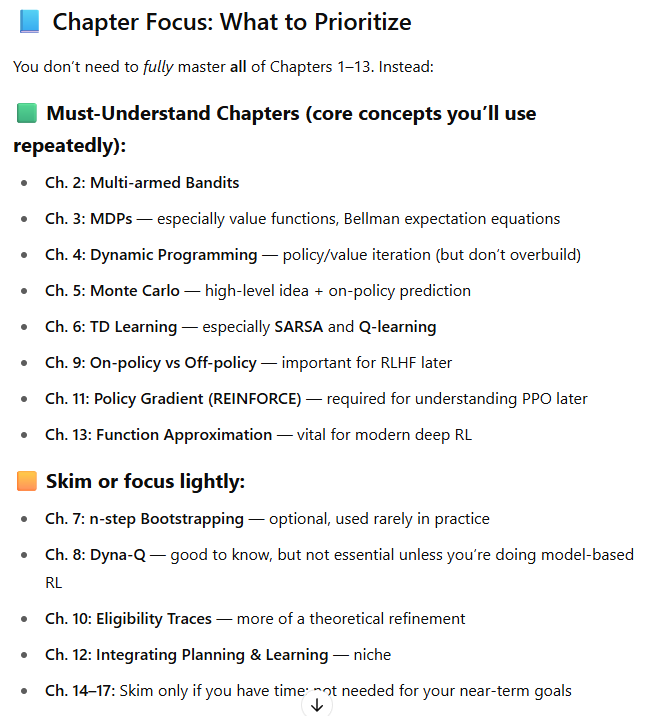 Chapter Focus: What to Prioritize
You don’t need to fully master all of Chapters 1–13. Instead:
Must-Understand Chapters (core concepts you’ll use
repeatedly):
Ch. 2: Multi-armed Bandits
Ch. 3: MDPs — especially value functions, Bellman expectation equations
Ch. 4: Dynamic Programming — policy/value iteration (but don’t overbuild)
Ch. 5: Monte Carlo — high-level idea + on-policy prediction
Ch. 6: TD Learning — especially SARSA and Q-learning
Ch. 9: On-policy vs Off-policy — important for RLHF later
Ch. 11: Policy Gradient (REINFORCE) — required for understanding PPO later
Ch. 13: Function Approximation — vital for modern deep RL
Skim or focus lightly:
Ch. 7: n-step Bootstrapping — optional, used rarely in practice
Ch. 8: Dyna-Q — good to know, but not essential unless you’re doing model-based
RL
Ch. 10: Eligibility Traces — more of a theoretical refinement
Ch. 12: Integrating Planning & Learning — niche
Ch. 14–17: Skim only if you have time; not needed for your near-term goals